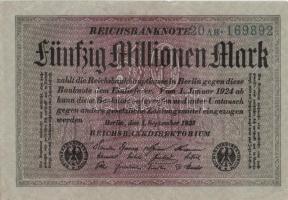 REICHSBANKNOTE 20AH·169892
Fünfzig Millionen Mark
zahlt die Reichsbankhauptkasse in Berlin gegen diese
Banknote dem Einlieferer. Vom 1. Januar 1924 ab
kann diese Banknote aufgerufen und unter Umtausch
gegen andere gesetzliche Zahlungsmittel eingezogen
werden
Berlin, den 1. September 1923
REICHSBANKDIREKTORIUM